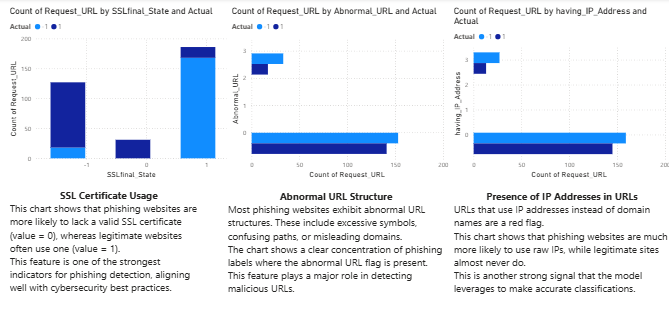 Count of Request_URL by SSLfinal_State and Actual
Actual -1 1
Count of Request_URL
200
150
100
50
0
-1
0
1
SSLfinal_State
Count of Request_URL by Abnormal_URL and Actual
Actual -1 1
Abnormal_URL
3
2
1
0
0
50
100
150
200
Count of Request_URL
Count of Request_URL by having_IP_Address and
Actual
Actual -1 1
having_IP_Address
3
2
1
0
0
50
100
150
200
Count of Request_URL
SSL Certificate Usage
This chart shows that phishing websites are
more likely to lack a valid SSL certificate
(value = 0), whereas legitimate websites
often use one (value = 1).
This feature is one of the strongest
indicators for phishing detection, aligning
well with cybersecurity best practices.
Abnormal URL Structure
Most phishing websites exhibit abnormal URL
structures. These include excessive symbols,
confusing paths, or misleading domains.
The chart shows a clear concentration of phishing
labels where the abnormal URL flag is present.
This feature plays a major role in detecting
malicious URLs.
Presence of IP Addresses in URLs
URLs that use IP addresses instead of domain
names are a red flag.
This chart shows that phishing websites are much
more likely to use raw IPs, while legitimate sites
almost never do.
This is another strong signal that the model
leverages to make accurate classifications.